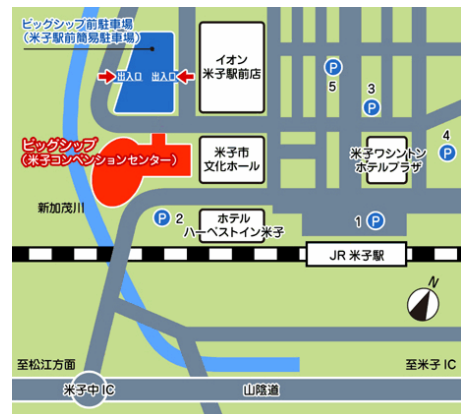 ビッグシップ前駐車場
(米子駅前簡易駐車場)
出入口 出入口
イオン
米子駅前店
5
3
4
ビッグシップ
(米子コンベンションセンター)
米子市
文化ホール
米子ワシントン
ホテルプラザ
新加茂川
P 2
ホテル
ハーベストイン米子
1 P
JR 米子駅
N
至松江方面
至米子 IC
米子中 IC
山陰道
P
P
P